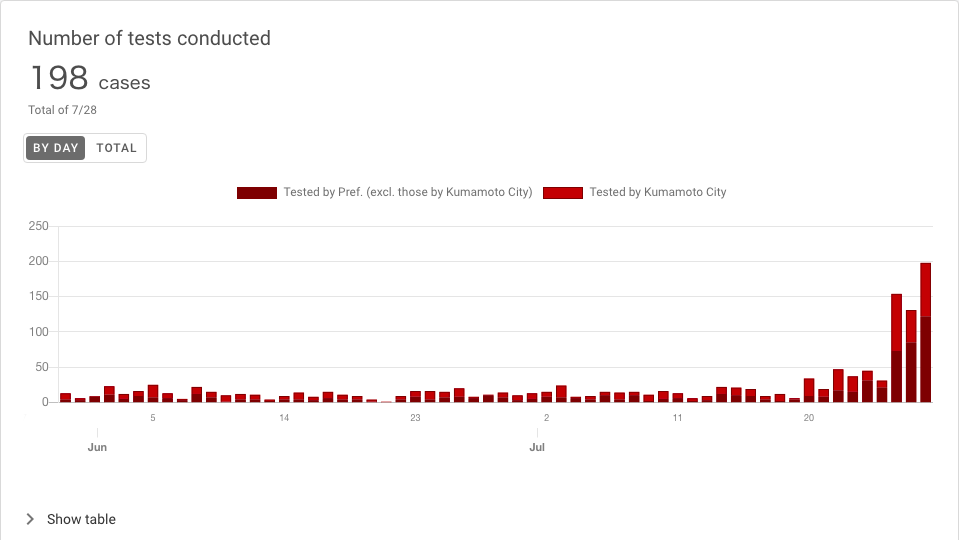 Number of tests conducted
198 cases
Total of 7/28
BY DAY TOTAL
Tested by Pref. (excl. those by Kumamoto City) Tested by Kumamoto City
250
200
150
100
50
0
5 14 23 2 11 20
Jun Jul
Show table